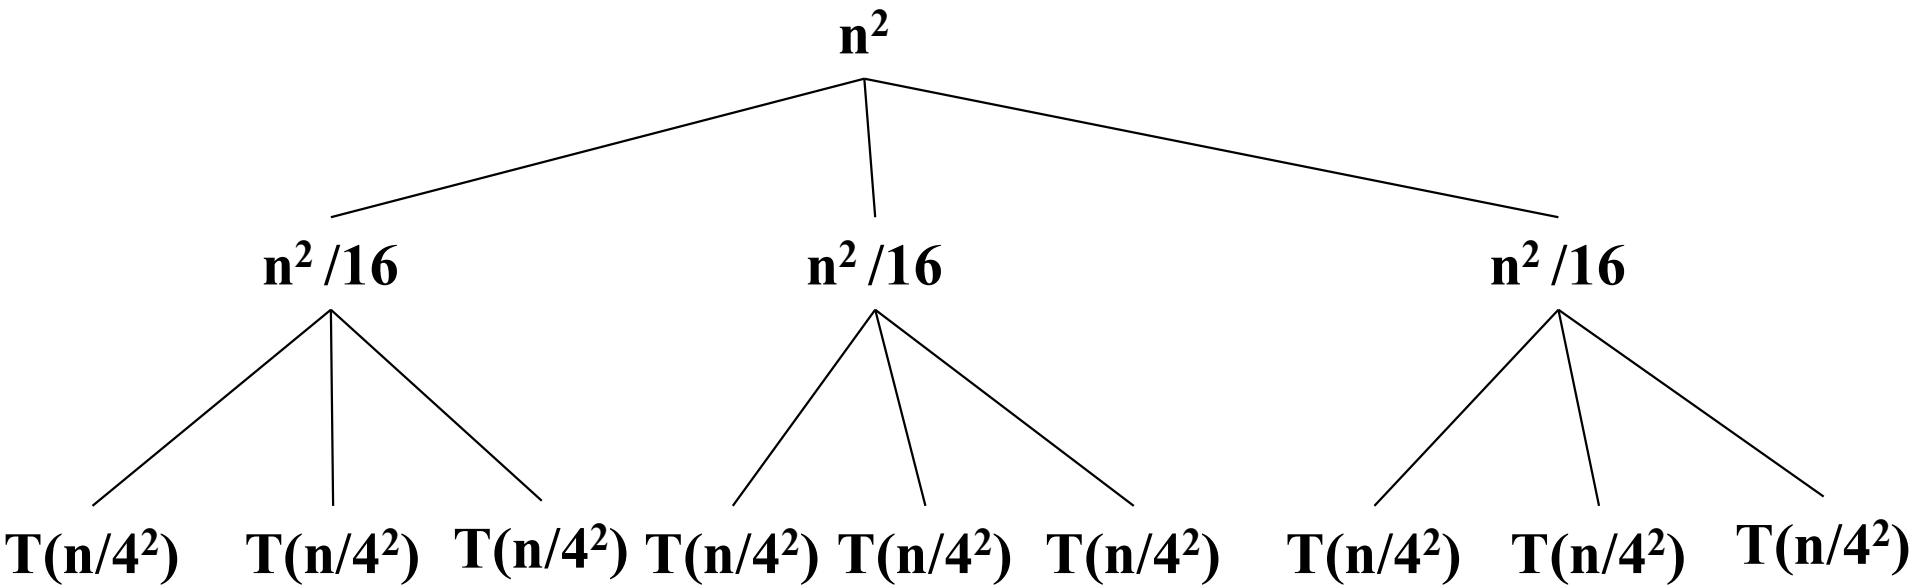 n²
n² /16 n² /16 n² /16
T(n/4²) T(n/4²) T(n/4²) T(n/4²) T(n/4²) T(n/4²) T(n/4²) T(n/4²) T(n/4²)